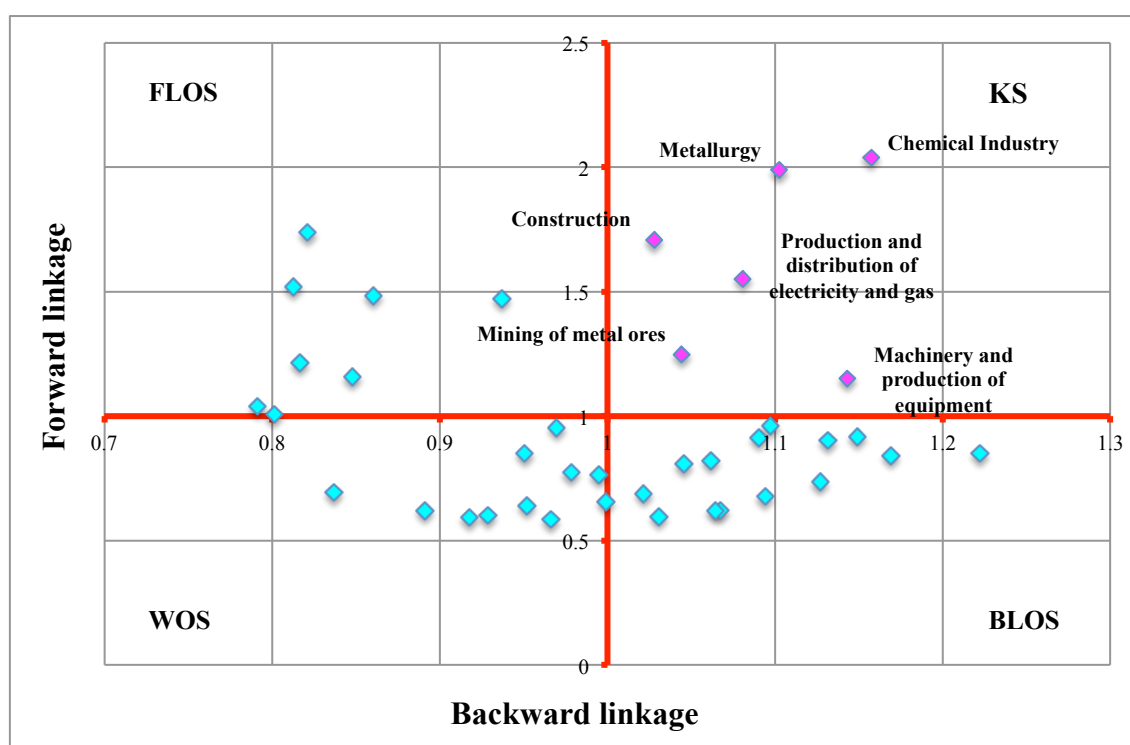 2.5
FLOS
KS
Chemical Industry
Metallurgy
2
Construction
Production and
distribution of
electricity and gas
1.5
Mining of metal ores
Machinery and
production of
equipment
1
0.7
0.8
0.9
1
1.1
1.2
1.3
0.5
WOS
BLOS
0
Forward linkage
Backward linkage